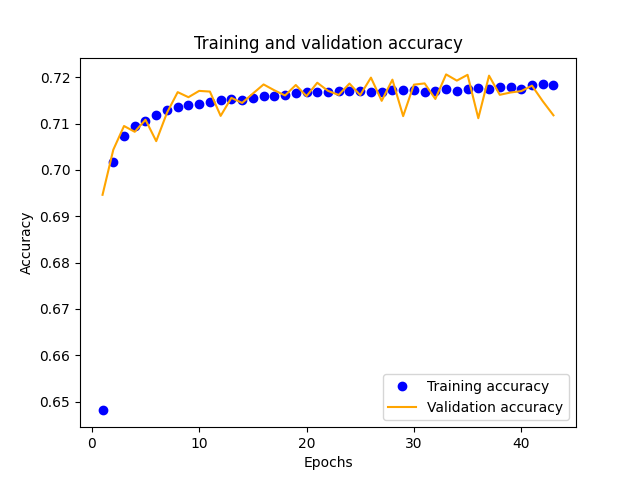 Training and validation accuracy
0.72
0.71
0.70
0.69
0.68
0.67
0.66
0.65
Accuracy
0
10
20
30
40
Epochs
Training accuracy
Validation accuracy